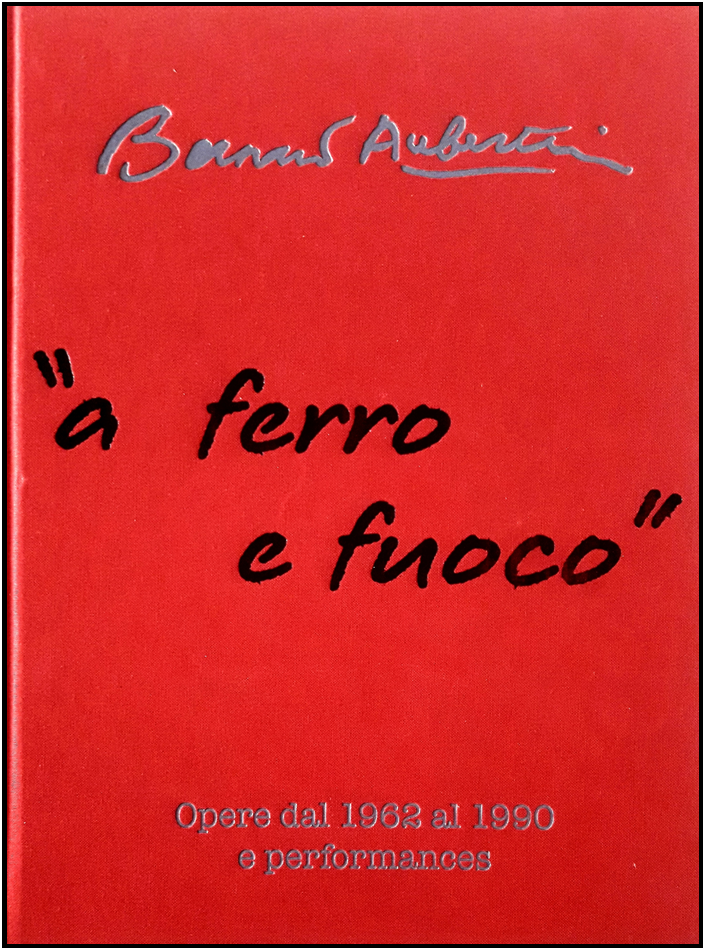 Bernard Aubertin
"a ferro
e fuoco"
Opere dal 1962 al 1990
e performances